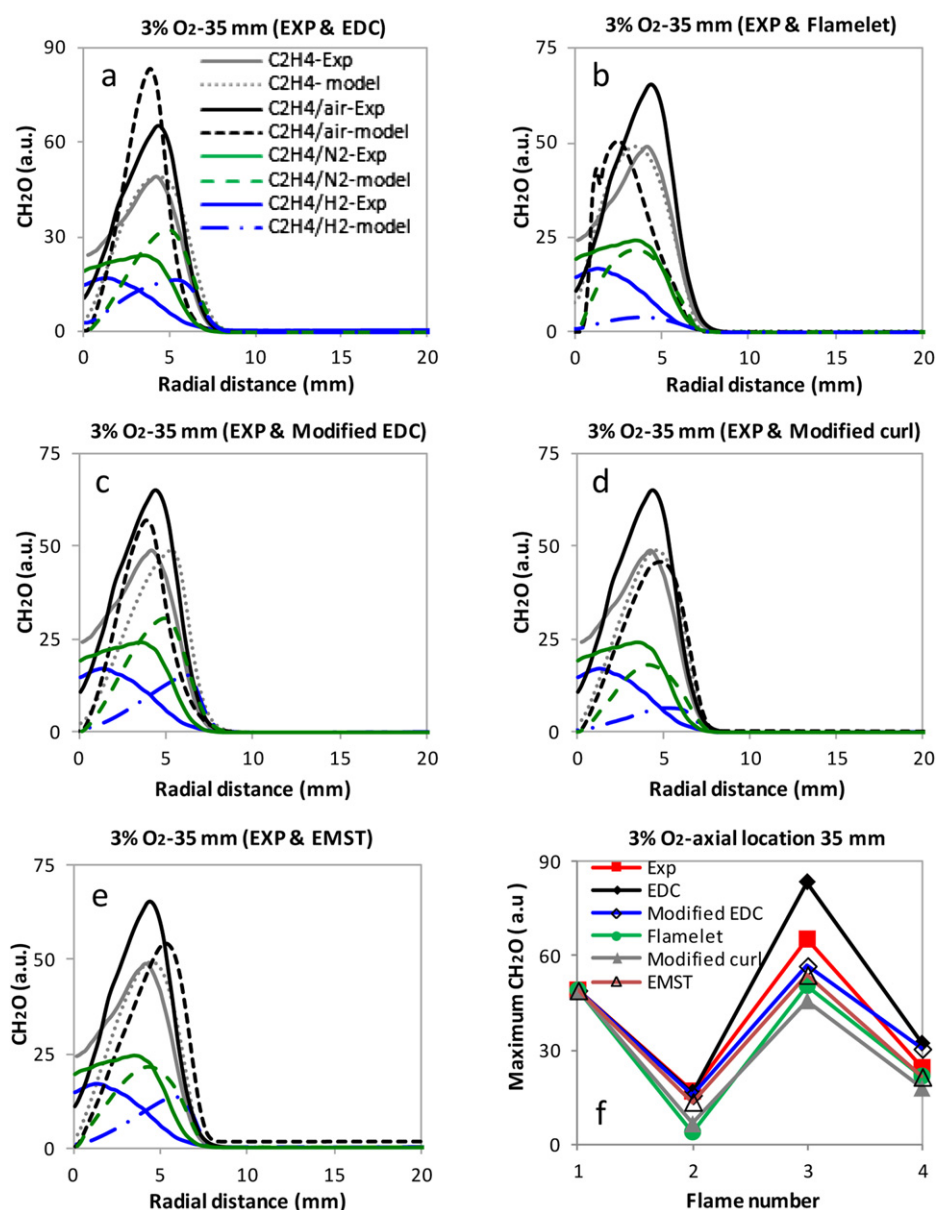 3% O2-35 mm (EXP & EDC)
90
60
30
0
CH2O (a.u.)
a
C2H4-Exp
C2H4- model
C2H4/air-Exp
C2H4/air-model
C2H4/N2-Exp
C2H4/N2-model
C2H4/H2-Exp
C2H4/H2-model
0 5 10 15 20
Radial distance (mm)
3% O2-35 mm (EXP & Flamelet)
75
50
25
0
CH2O (a.u.)
b
0 5 10 15 20
Radial distance (mm)
3% O2-35 mm (EXP & Modified EDC)
75
50
25
0
CH2O (a.u.)
c
0 5 10 15 20
Radial distance (mm)
3% O2-35 mm (EXP & Modified curl)
75
50
25
0
CH2O (a.u.)
d
0 5 10 15 20
Radial distance (mm)
3% O2-35 mm (EXP & EMST)
75
50
25
0
CH2O (a.u.)
e
0 5 10 15 20
Radial distance (mm)
3% O2-axial location 35 mm
90
60
30
0
Maximum CH2O (a.u)
Exp
EDC
Modified EDC
Flamelet
Modified curl
EMST
f
1 2 3 4
Flame number